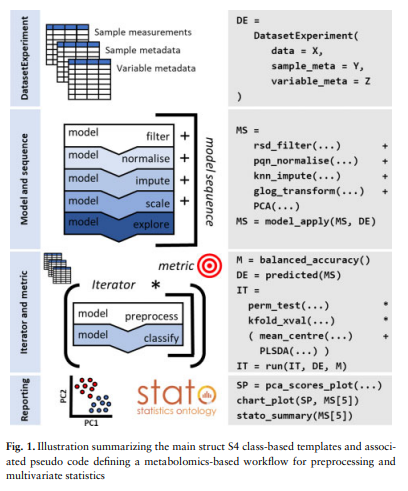 DatasetExperiment
Sample measurements
Sample metadata
Variable metadata
DE =
DatasetExperiment(
data = X,
sample_meta = Y,
variable_meta = Z
)
Model and sequence
model filter +
model normalise +
model impute +
model scale +
model explore
model sequence
MS =
rsd_filter(...) +
pqn_normalise(...) +
knn_impute(...) +
glog_transform(...) +
PCA(...)
MS = model_apply(MS, DE)
Iterator and metric
metric
Iterator *
model preprocess
model classify
M = balanced_accuracy()
DE = predicted(MS)
IT =
perm_test(...) *
kfold_xval(...) *
( mean_centre(...) +
PLSDA(...) )
IT = run(IT, DE, M)
Reporting
PC2
PC1
stato
statistics ontology
SP = pca_scores_plot(...)
chart_plot(SP, MS[5])
stato_summary(MS[5])
Fig. 1. Illustration summarizing the main struct S4 class-based templates and associ-
ated pseudo code defining a metabolomics-based workflow for preprocessing and
multivariate statistics